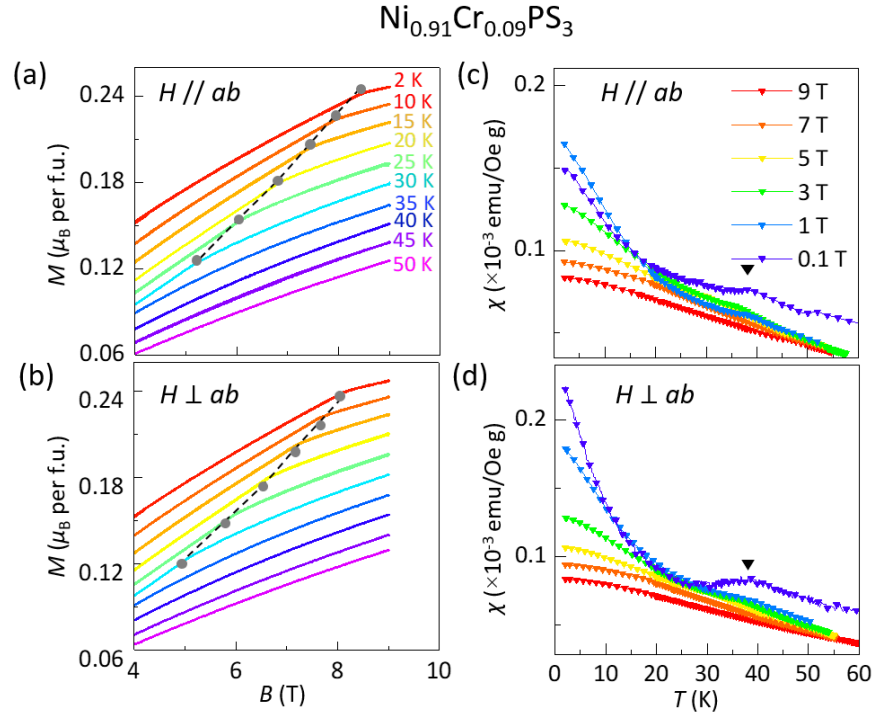 Ni0.91Cr0.09PS3
(a)
H // ab
2 K
10 K
15 K
20 K
25 K
30 K
35 K
40 K
45 K
50 K
0.24
0.18
0.12
0.06
M (μB per f.u.)
(b)
H ⊥ ab
0.24
0.18
0.12
0.06
M (μB per f.u.)
4
6
8
10
B (T)
(c)
H // ab
9 T
7 T
5 T
3 T
1 T
0.1 T
0.2
0.1
χ (×10-3 emu/Oe g)
(d)
H ⊥ ab
0.2
0.1
χ (×10-3 emu/Oe g)
0
10
20
30
40
50
60
T (K)